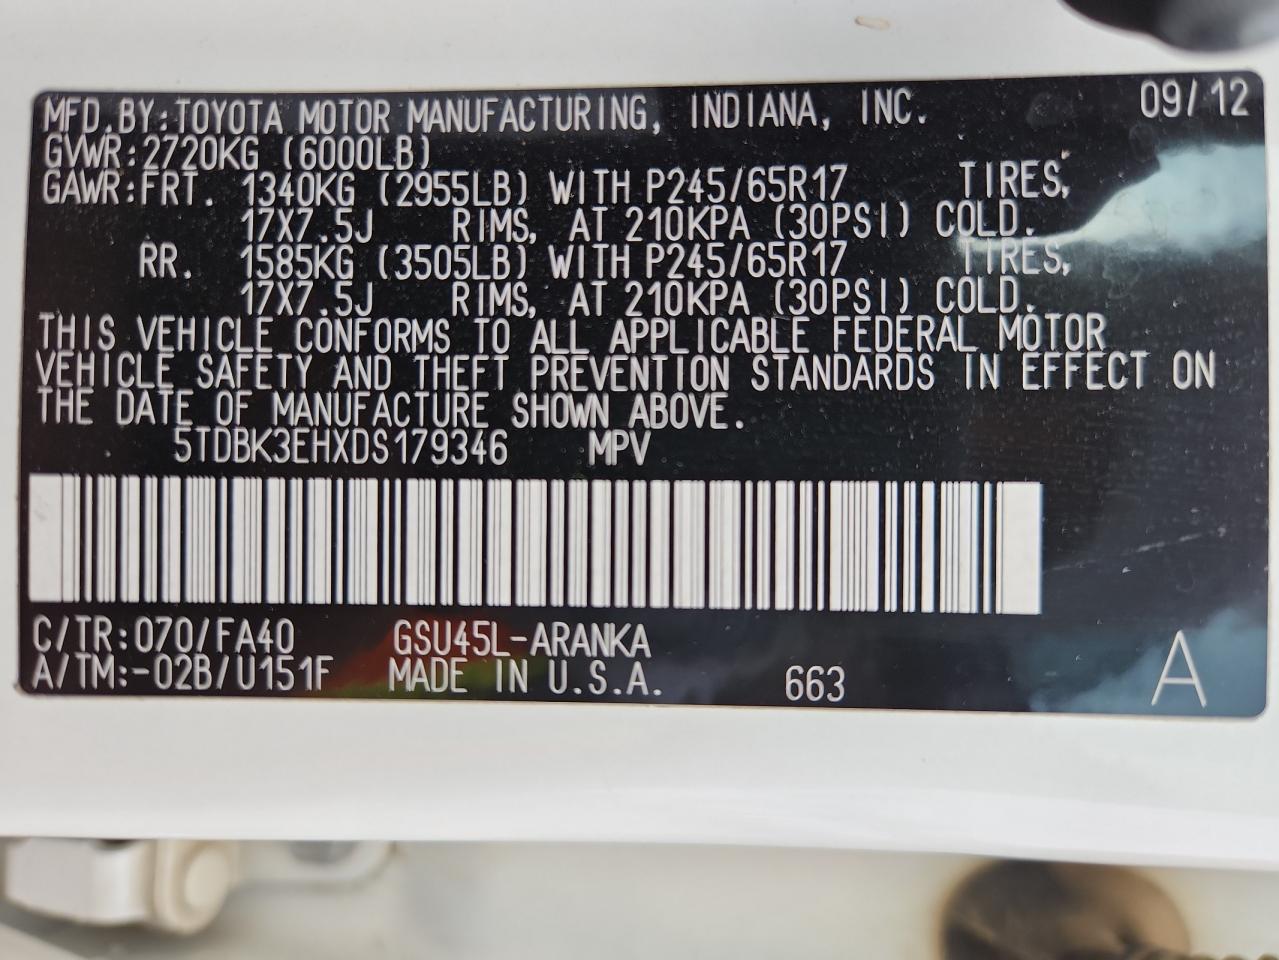 MFD.BY:TOYOTA MOTOR MANUFACTURING, INDIANA, INC. 09/12
GVWR:2720KG (6000LB)
GAWR:FRT. 1340KG (2955LB) WITH P245/65R17 TIRES,
17X7.5J RIMS, AT 210KPA (30PSI) COLD.
RR. 1585KG (3505LB) WITH P245/65R17 TIRES,
17X7.5J RIMS, AT 210KPA (30PSI) COLD.
THIS VEHICLE CONFORMS TO ALL APPLICABLE FEDERAL MOTOR
VEHICLE SAFETY AND THEFT PREVENTION STANDARDS IN EFFECT ON
THE DATE OF MANUFACTURE SHOWN ABOVE.
5TDBK3EHXDS179346 MPV
C/TR:070/FA40 GSU45L-ARANKA
A/TM:-02B/U151F MADE IN U.S.A. 663 A